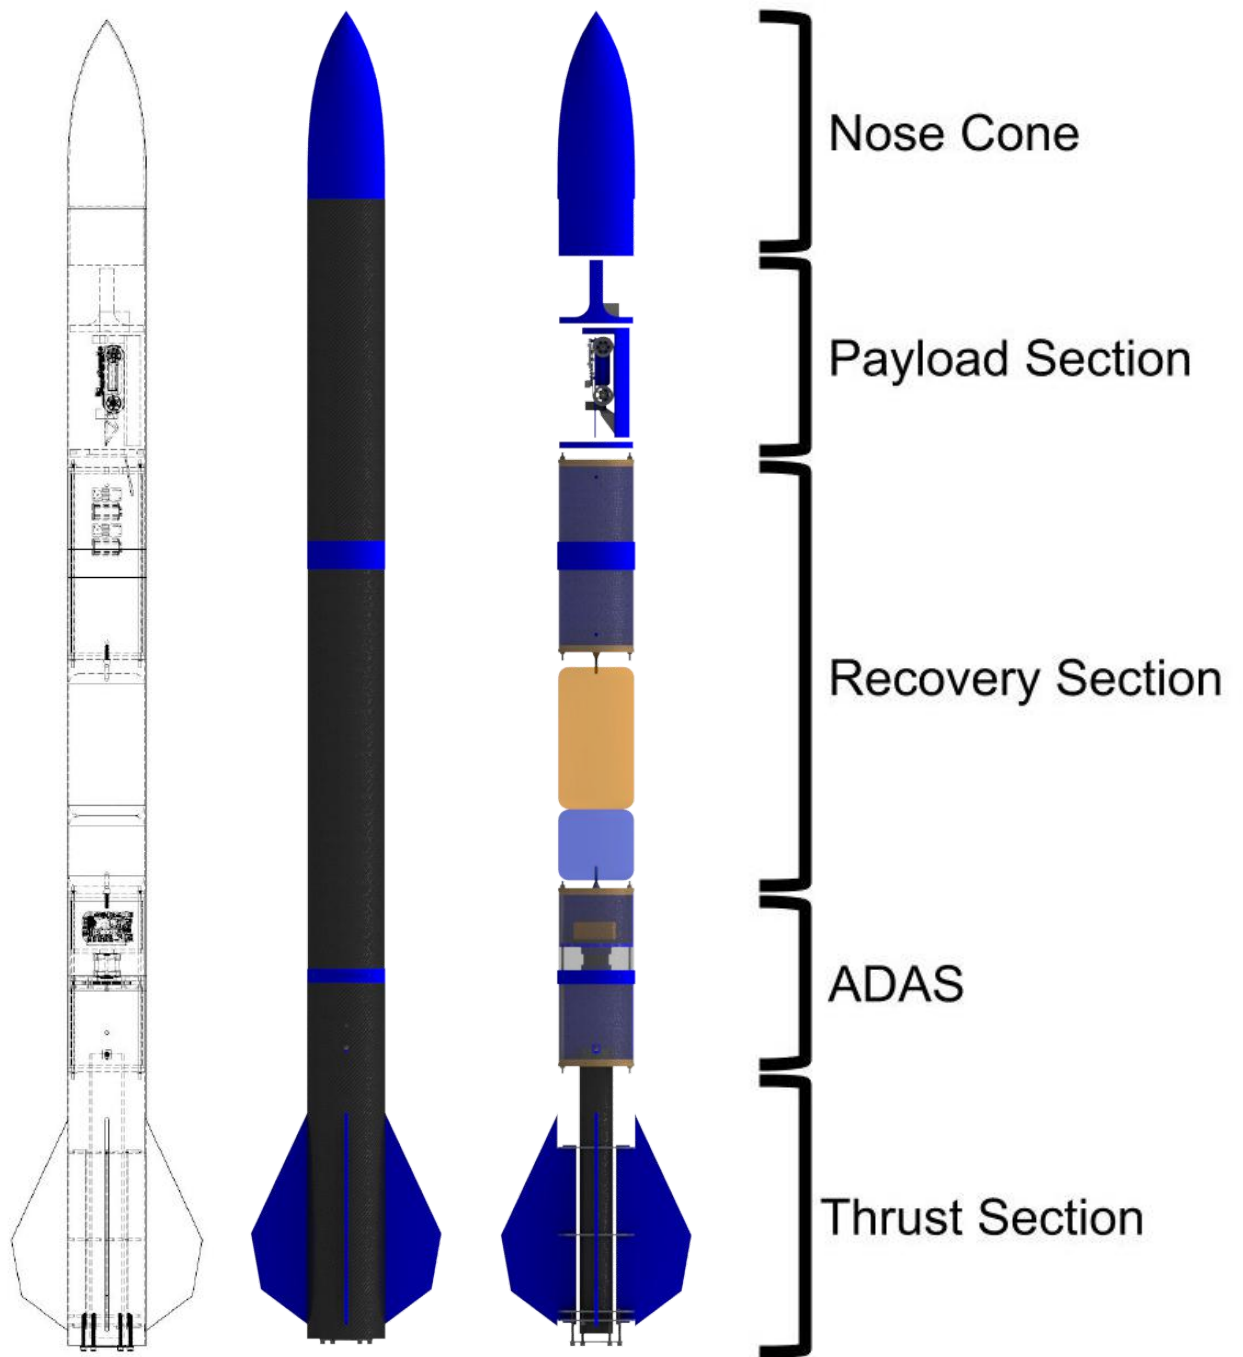 Nose Cone
Payload Section
Recovery Section
ADAS
Thrust Section